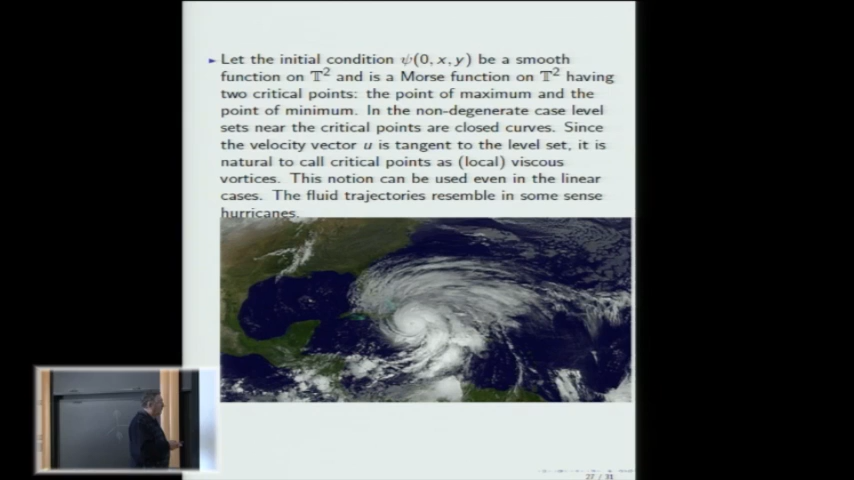 ▸ Let the initial condition ψ(0, x, y) be a smooth
function on 𝕋² and is a Morse function on 𝕋² having
two critical points: the point of maximum and the
point of minimum. In the non-degenerate case level
sets near the critical points are closed curves. Since
the velocity vector u is tangent to the level set, it is
natural to call critical points as (local) viscous
vortices. This notion can be used even in the linear
cases. The fluid trajectories resemble in some sense
hurricanes.
27 / 31